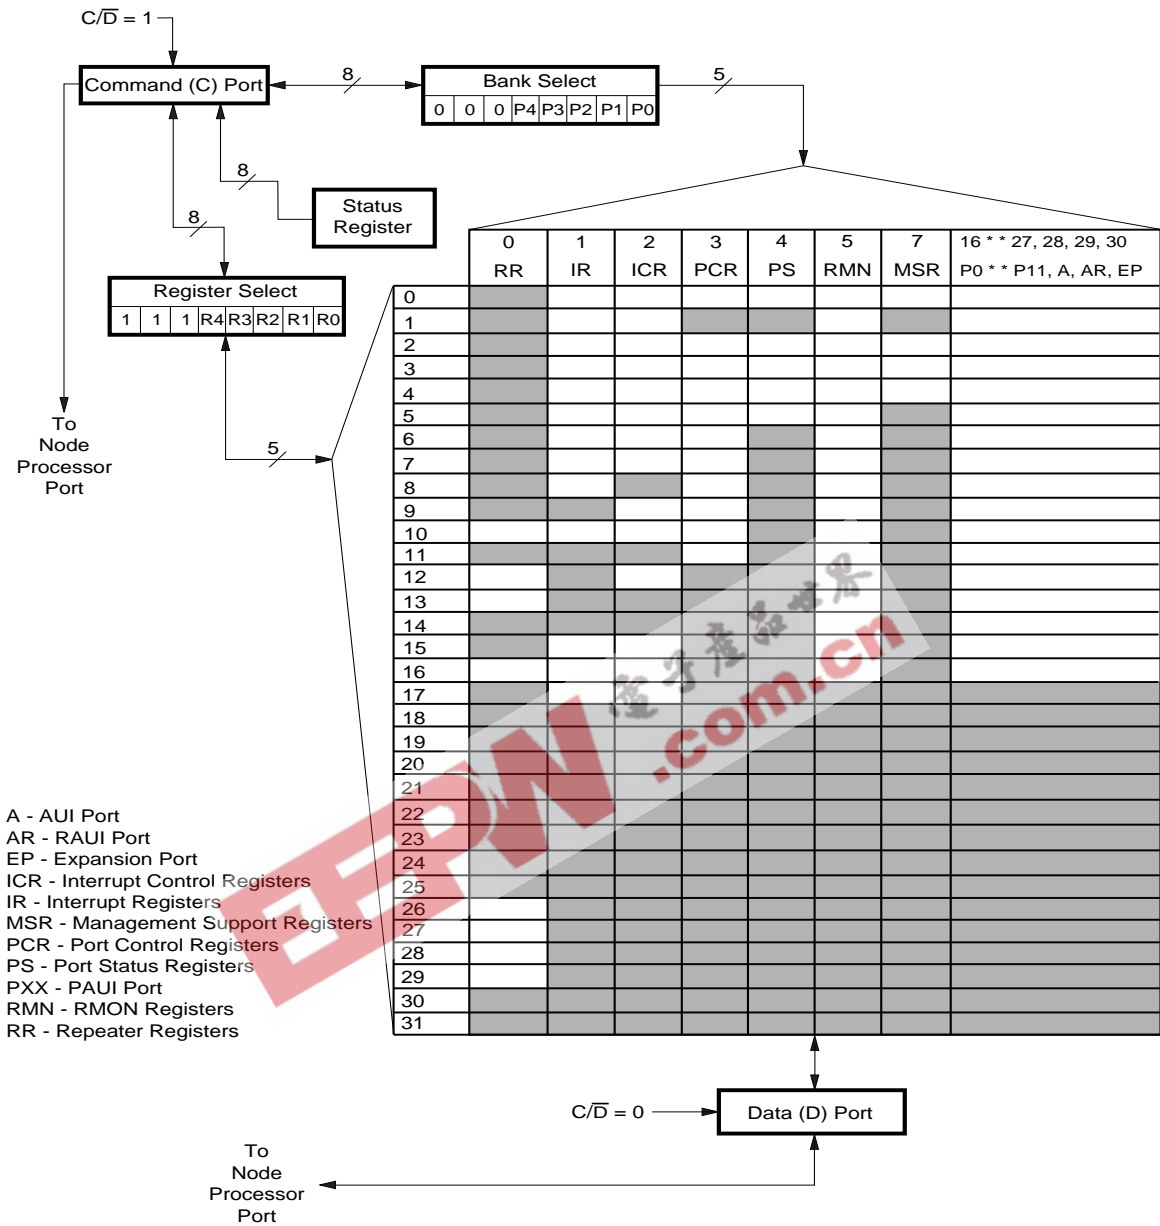 C/D = 1
Command (C) Port
8
Bank Select
0 0 0 P4 P3 P2 P1 P0
5
8
Status
Register
8
Register Select
1 1 1 R4 R3 R2 R1 R0
To
Node
Processor
Port
5
0 1 2 3 4 5 7 16 * * 27, 28, 29, 30
RR IR ICR PCR PS RMN MSR P0 * * P11, A, AR, EP
0
1
2
3
4
5
6
7
8
9
10
11
12
13
14
15
16
17
18
19
20
21
22
23
24
25
26
27
28
29
30
31
A - AUI Port
AR - RAUI Port
EP - Expansion Port
ICR - Interrupt Control Registers
IR - Interrupt Registers
MSR - Management Support Registers
PCR - Port Control Registers
PS - Port Status Registers
PXX - PAUI Port
RMN - RMON Registers
RR - Repeater Registers
EEPW
電子產品世界
.com.cn
C/D = 0
Data (D) Port
To
Node
Processor
Port